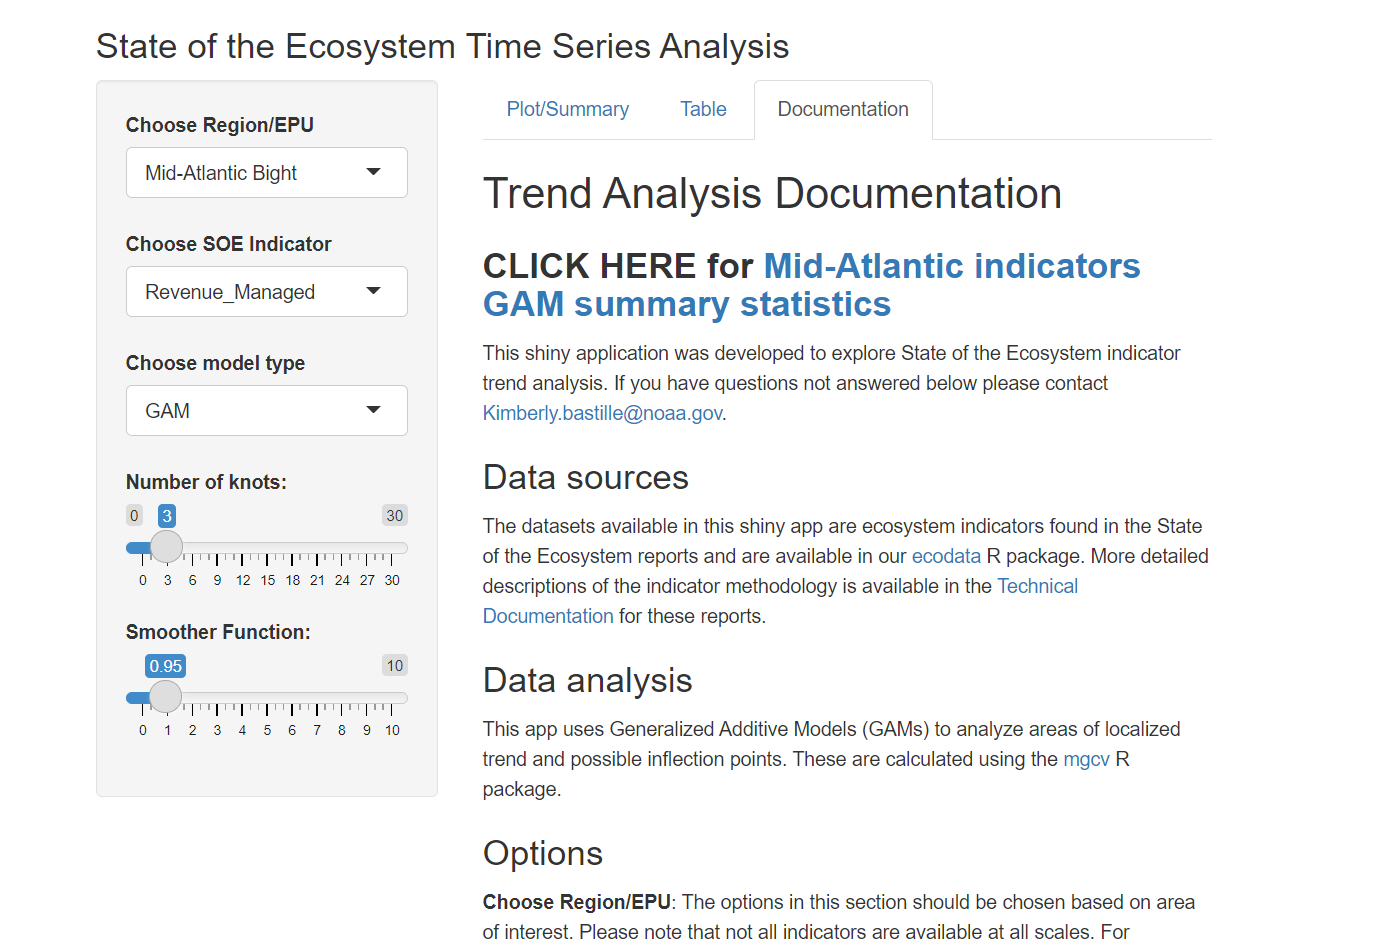 State of the Ecosystem Time Series Analysis
Choose Region/EPU
Mid-Atlantic Bight
Choose SOE Indicator
Revenue_Managed
Choose model type
GAM
Number of knots:
0 3 30
0 3 6 9 12 15 18 21 24 27 30
Smoother Function:
0.95 10
0 1 2 3 4 5 6 7 8 9 10
Plot/Summary Table Documentation
Trend Analysis Documentation
CLICK HERE for Mid-Atlantic indicators
GAM summary statistics
This shiny application was developed to explore State of the Ecosystem indicator
trend analysis. If you have questions not answered below please contact
Kimberly.bastille@noaa.gov.
Data sources
The datasets available in this shiny app are ecosystem indicators found in the State
of the Ecosystem reports and are available in our ecodata R package. More detailed
descriptions of the indicator methodology is available in the Technical
Documentation for these reports.
Data analysis
This app uses Generalized Additive Models (GAMs) to analyze areas of localized
trend and possible inflection points. These are calculated using the mgcv R
package.
Options
Choose Region/EPU: The options in this section should be chosen based on area
of interest. Please note that not all indicators are available at all scales. For